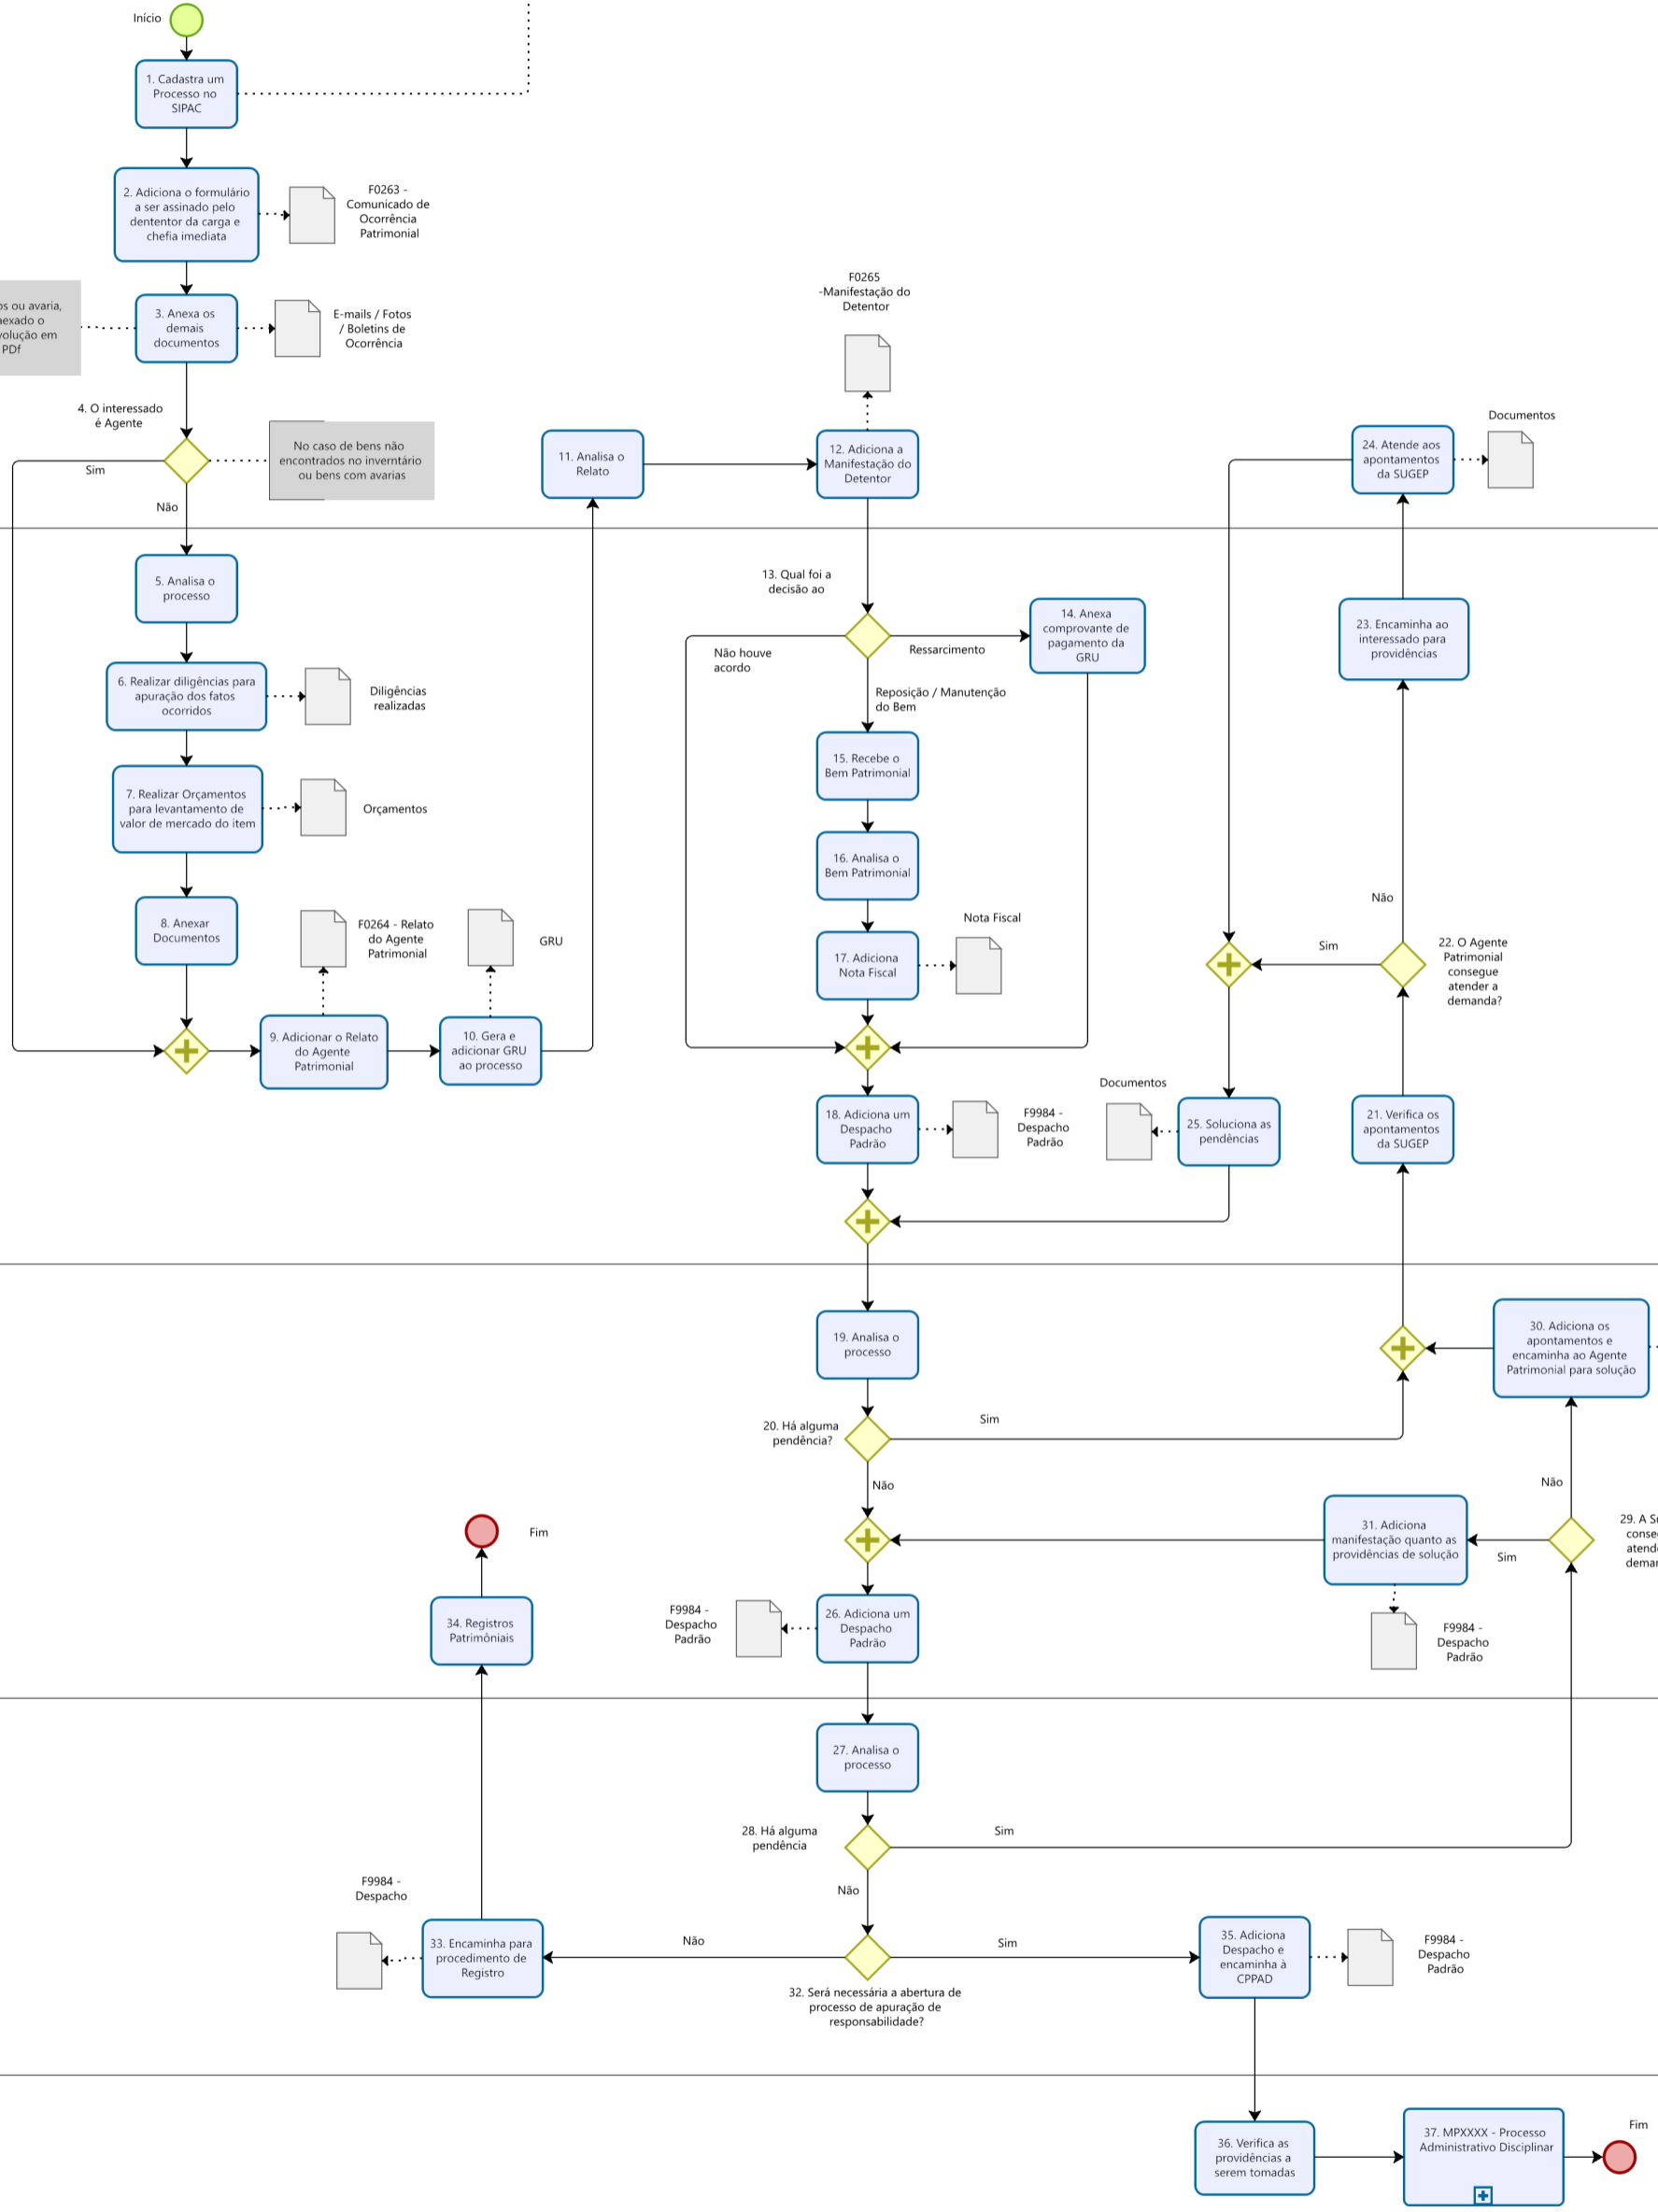 Início
1. Cadastra um
Processo no
SIPAC
2. Adiciona o formulário
a ser assinado pelo
dententor da carga e
chefia imediata
F0263 -
Comunicado de
Ocorrência
Patrimonial
os ou avaria,
exado o
volução em
PDf
3. Anexa os
demais
documentos
E-mails / Fotos
/ Boletins de
Ocorrência
4. O interessado
é Agente
Sim
Não
No caso de bens não
encontrados no inverntário
ou bens com avarias
11. Analisa o
Relato
F0265
-Manifestação do
Detentor
12. Adiciona a
Manifestação do
Detentor
24. Atende aos
apontamentos
da SUGEP
Documentos
5. Analisa o
processo
6. Realizar diligências para
apuração dos fatos
ocorridos
Diligências
realizadas
7. Realizar Orçamentos
para levantamento de
valor de mercado do item
Orçamentos
8. Anexar
Documentos
F0264 - Relato
do Agente
Patrimonial
GRU
9. Adicionar o Relato
do Agente
Patrimonial
10. Gera e
adicionar GRU
ao processo
13. Qual foi a
decisão ao
Não houve
acordo
Ressarcimento
14. Anexa
comprovante de
pagamento da
GRU
Reposição / Manutenção
do Bem
15. Recebe o
Bem Patrimonial
16. Analisa o
Bem Patrimonial
17. Adiciona
Nota Fiscal
Nota Fiscal
18. Adiciona um
Despacho
Padrão
F9984 -
Despacho
Padrão
23. Encaminha ao
interessado para
providências
Não
Sim
22. O Agente
Patrimonial
consegue
atender a
demanda?
Documentos
25. Soluciona as
pendências
21. Verifica os
apontamentos
da SUGEP
19. Analisa o
processo
20. Há alguma
pendência?
Sim
Não
30. Adiciona os
apontamentos e
encaminha ao Agente
Patrimonial para solução
Não
29. A Su
conseg
atende
deman
Sim
31. Adiciona
manifestação quanto as
providências de solução
F9984 -
Despacho
Padrão
Fim
34. Registros
Patrimôniais
F9984 -
Despacho
Padrão
26. Adiciona um
Despacho
Padrão
27. Analisa o
processo
28. Há alguma
pendência
Sim
Não
F9984 -
Despacho
33. Encaminha para
procedimento de
Registro
Não
Sim
32. Será necessária a abertura de
processo de apuração de
responsabilidade?
35. Adiciona
Despacho e
encaminha à
CPPAD
F9984 -
Despacho
Padrão
36. Verifica as
providências a
serem tomadas
37. MPXXXX - Processo
Administrativo Disciplinar
Fim